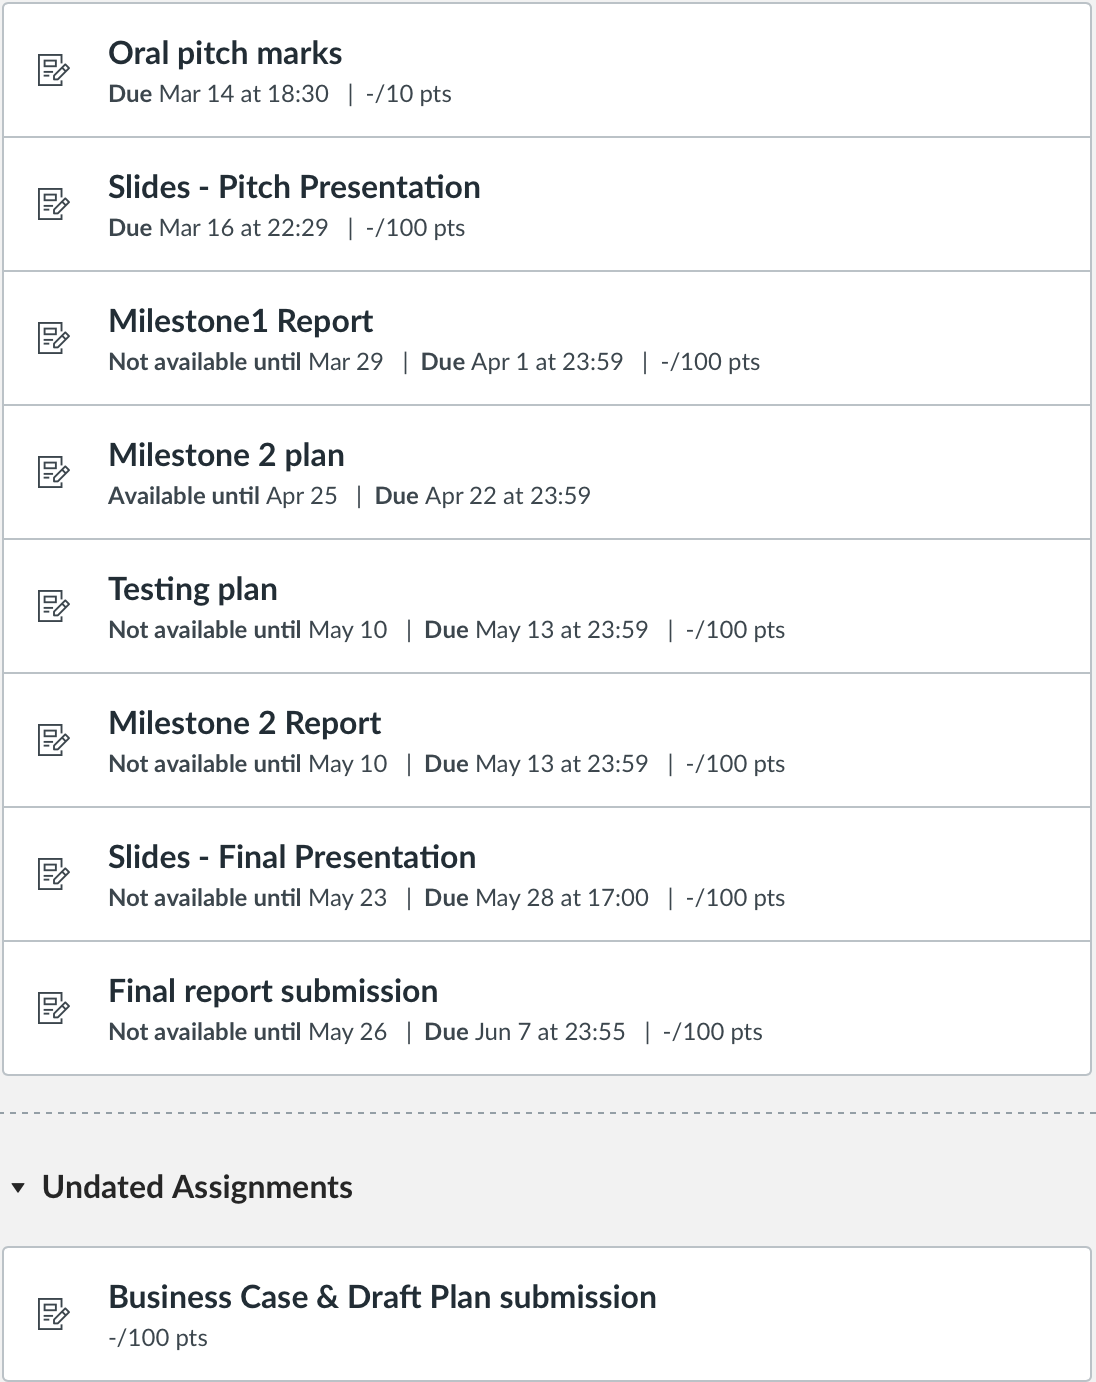 Oral pitch marks
Due Mar 14 at 18:30 | -/10 pts
Slides - Pitch Presentation
Due Mar 16 at 22:29 | -/100 pts
Milestone1 Report
Not available until Mar 29 | Due Apr 1 at 23:59 | -/100 pts
Milestone 2 plan
Available until Apr 25 | Due Apr 22 at 23:59
Testing plan
Not available until May 10 | Due May 13 at 23:59 | -/100 pts
Milestone 2 Report
Not available until May 10 | Due May 13 at 23:59 | -/100 pts
Slides - Final Presentation
Not available until May 23 | Due May 28 at 17:00 | -/100 pts
Final report submission
Not available until May 26 | Due Jun 7 at 23:55 | -/100 pts
Undated Assignments
Business Case & Draft Plan submission
-/100 pts